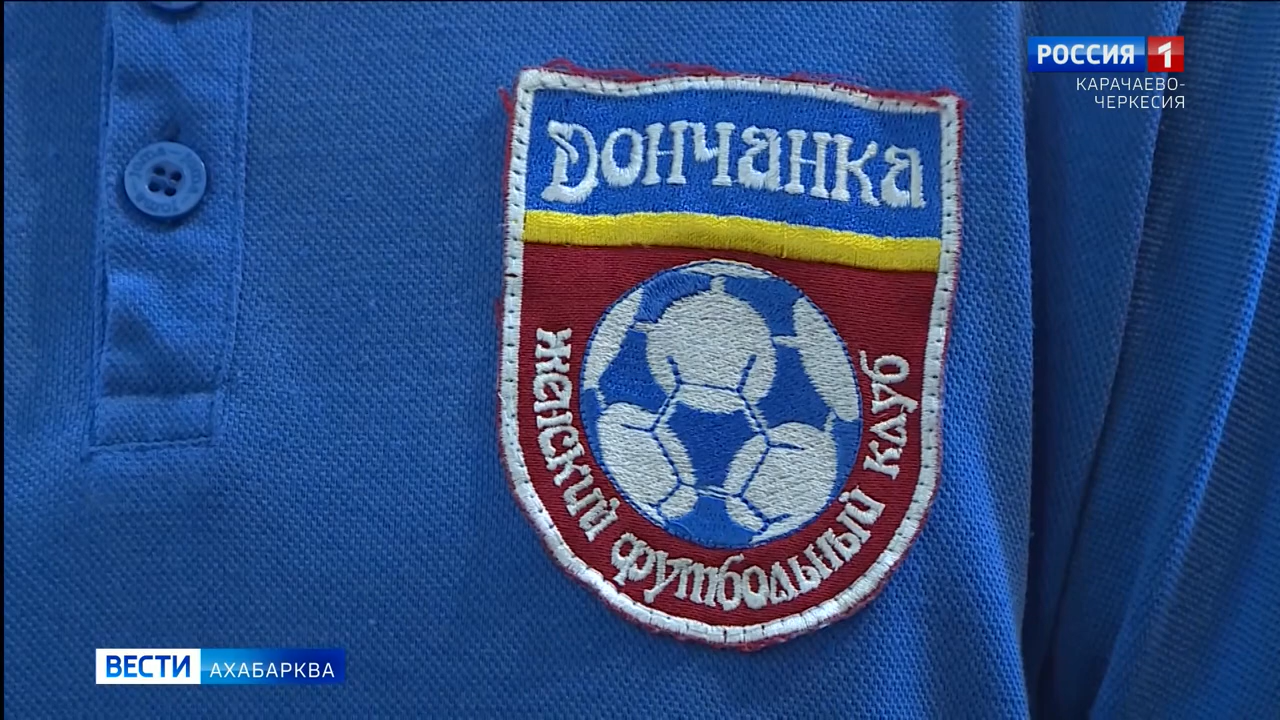 РОССИЯ 1
КАРАЧАЕВО-
ЧЕРКЕСИЯ
Дончанка
женский футбольный клуб
ВЕСТИ АХАБАРКВА